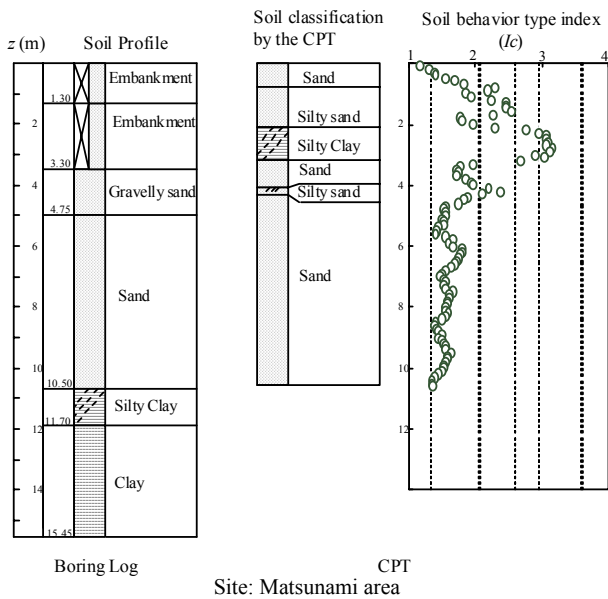 z (m)
Soil Profile
Embankment
1.30
Embankment
2
3.30
4
Gravelly sand
4.75
6
Sand
8
10
10.50
Silty Clay
11.70
12
Clay
14
15.45
Boring Log
Soil classification
by the CPT
Sand
Silty sand
Silty Clay
Sand
Silty sand
Sand
CPT
Soil behavior type index
(Ic)
1 2 3 4
2
4
6
8
10
12
Site: Matsunami area